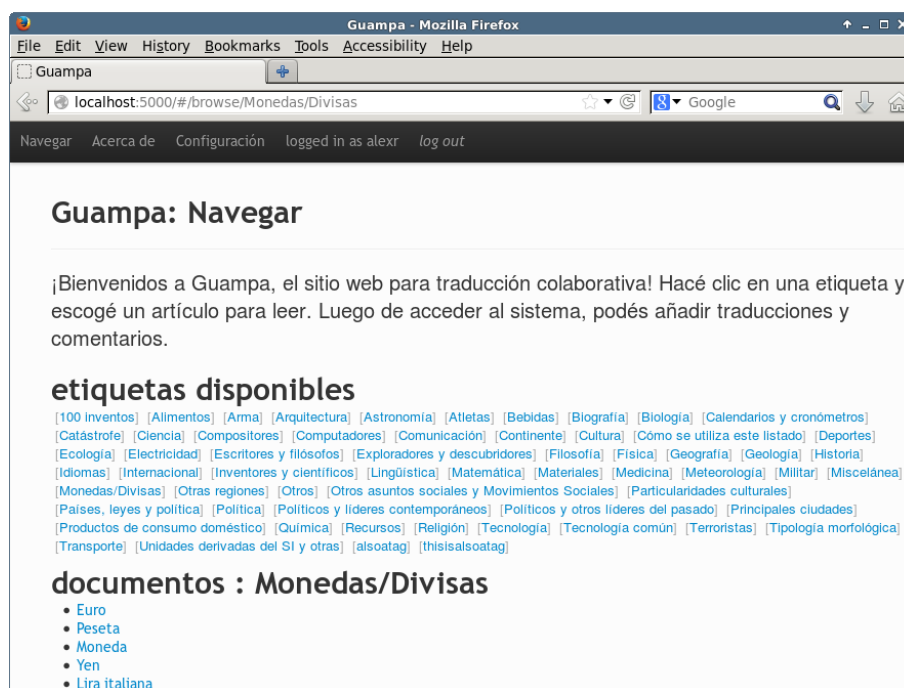 Guampa - Mozilla Firefox
File Edit View History Bookmarks Tools Accessibility Help
Guampa
localhost:5000/#/browse/Monedas/Divisas
Google
Navegar Acerca de Configuración logged in as alexr log out
Guampa: Navegar
¡Bienvenidos a Guampa, el sitio web para traducción colaborativa! Hacé clic en una etiqueta y
escogé un artículo para leer. Luego de acceder al sistema, podés añadir traducciones y
comentarios.
etiquetas disponibles
[100 inventos] [Alimentos] [Arma] [Arquitectura] [Astronomía] [Atletas] [Bebidas] [Biografía] [Biología] [Calendarios y cronómetros]
[Catástrofe] [Ciencia] [Compositores] [Computadores] [Comunicación] [Continente] [Cultura] [Cómo se utiliza este listado] [Deportes]
[Ecología] [Electricidad] [Escritores y filósofos] [Exploradores y descubridores] [Filosofía] [Física] [Geografía] [Geología] [Historia]
[Idiomas] [Internacional] [Inventores y científicos] [Lingüística] [Matemática] [Materiales] [Medicina] [Meteorología] [Militar] [Miscelánea]
[Monedas/Divisas] [Otras regiones] [Otros] [Otros asuntos sociales y Movimientos Sociales] [Particularidades culturales]
[Países, leyes y política] [Política] [Políticos y líderes contemporáneos] [Políticos y otros líderes del pasado] [Principales ciudades]
[Productos de consumo doméstico] [Química] [Recursos] [Religión] [Tecnología] [Tecnología común] [Terroristas] [Tipología morfológica]
[Transporte] [Unidades derivadas del SI y otras] [alsoatag] [thisisalsoatag]
documentos : Monedas/Divisas
• Euro
• Peseta
• Moneda
• Yen
• Lira italiana